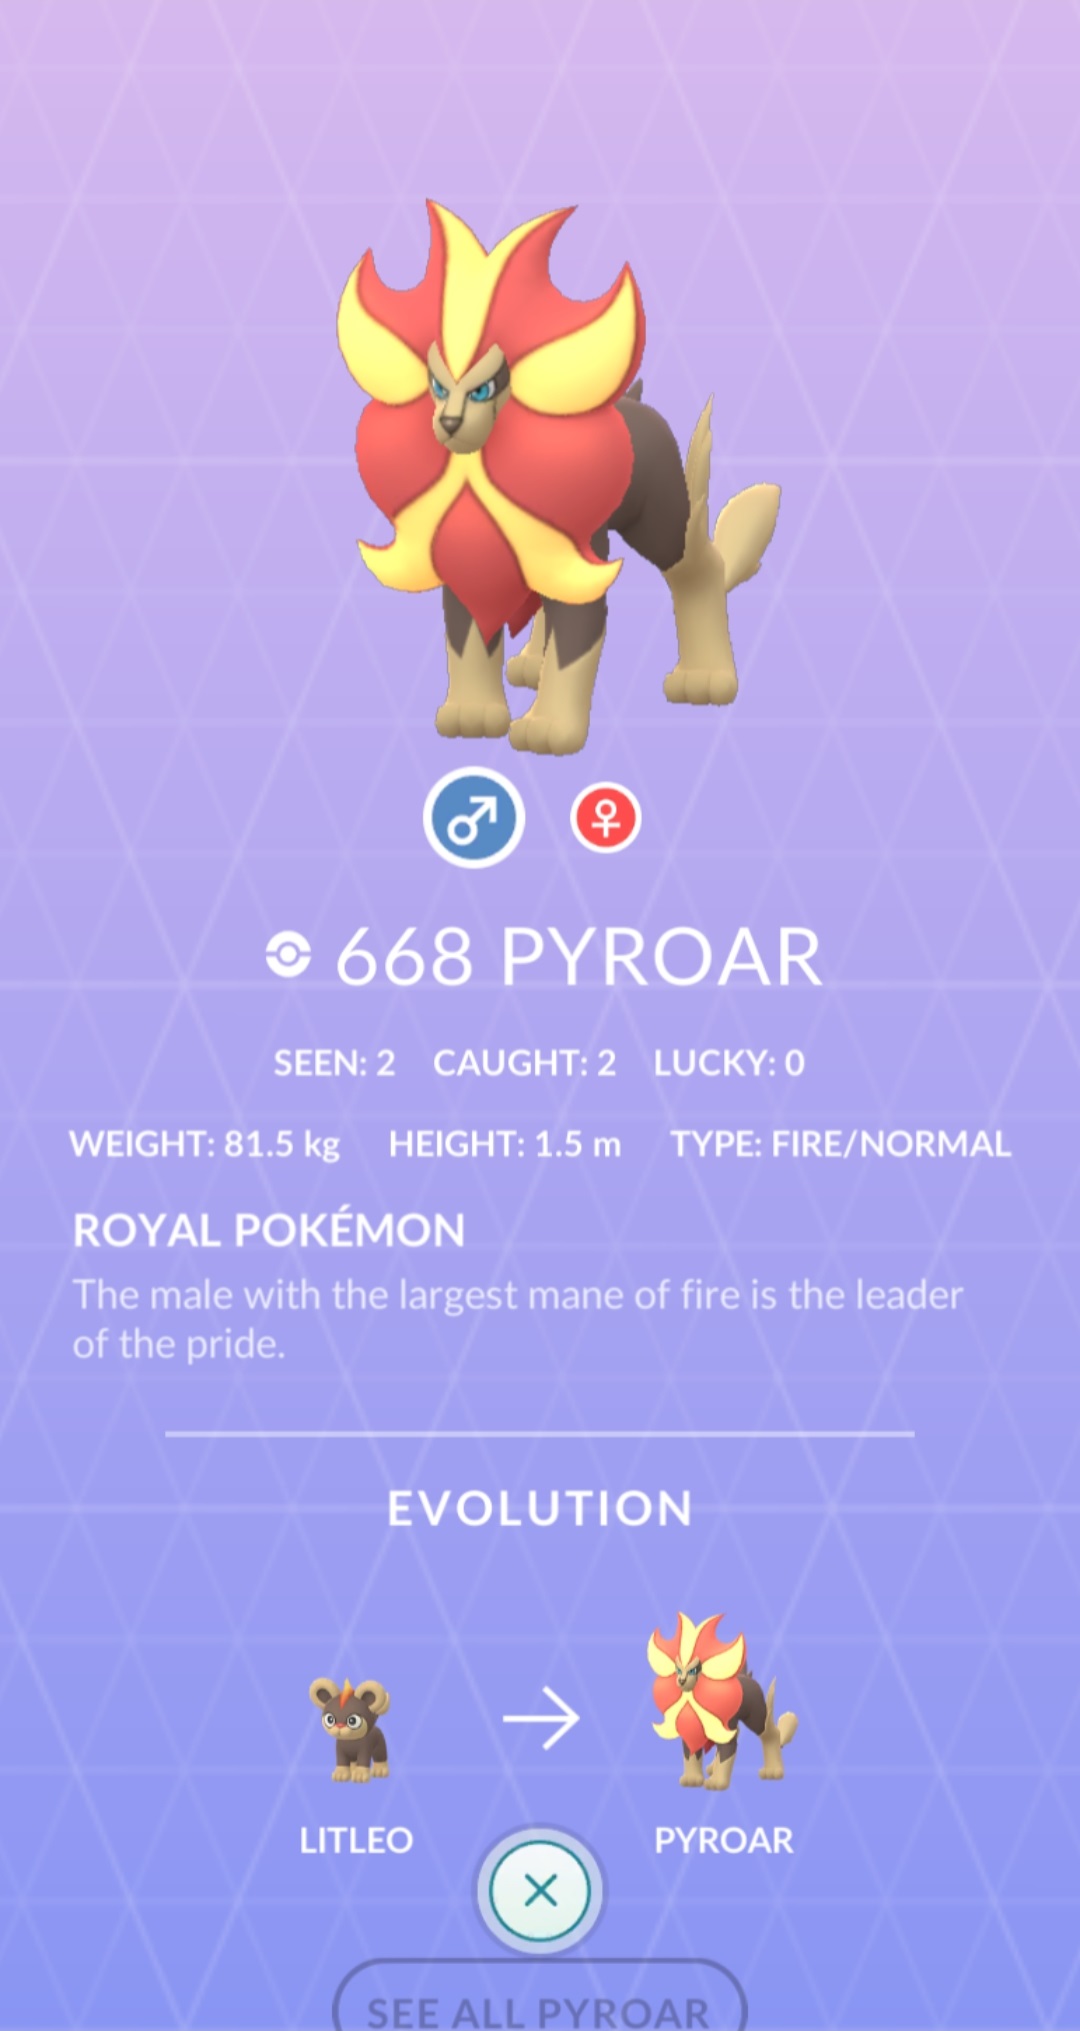 668 PYROAR
SEEN: 2 CAUGHT: 2 LUCKY: 0
WEIGHT: 81.5 kg HEIGHT: 1.5 m TYPE: FIRE/NORMAL
ROYAL POKÉMON
The male with the largest mane of fire is the leader
of the pride.
EVOLUTION
LITLEO PYROAR
SEE ALL PYROAR